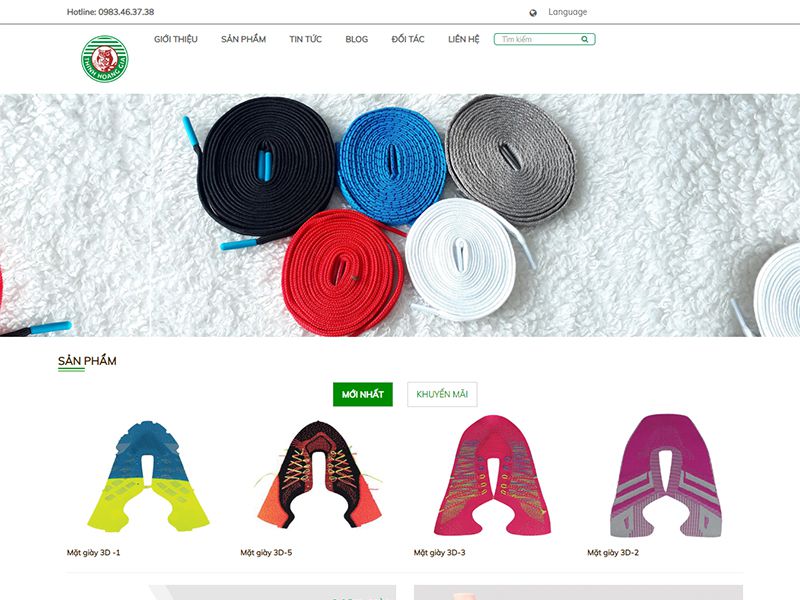 Hotline: 0983.46.37.38
Language
THỊNH HOÀNG GIA
GIỚI THIỆU
SẢN PHẨM
TIN TỨC
BLOG
ĐỐI TÁC
LIÊN HỆ
Tìm kiếm
SẢN PHẨM
MỚI NHẤT
KHUYẾN MÃI
Mặt giày 3D -1
Mặt giày 3D-5
Mặt giày 3D-3
Mặt giày 3D-2